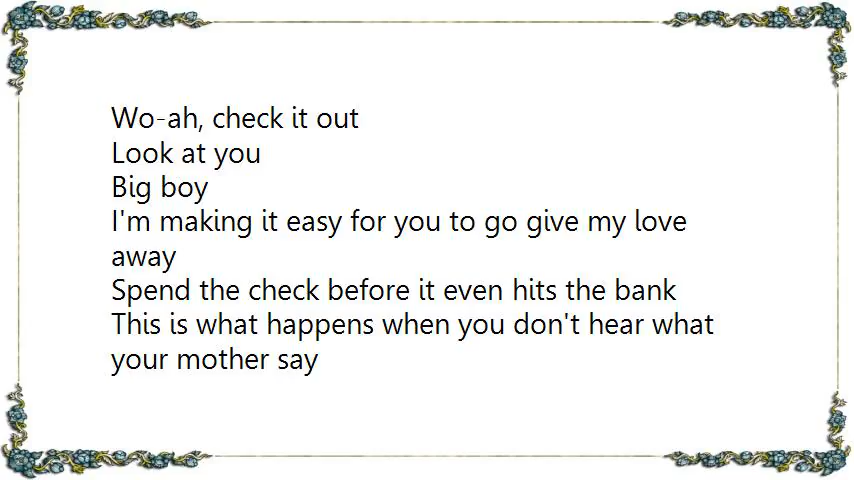 Wo-ah, check it out
Look at you
Big boy
I'm making it easy for you to go give my love
away
Spend the check before it even hits the bank
This is what happens when you don't hear what
your mother say